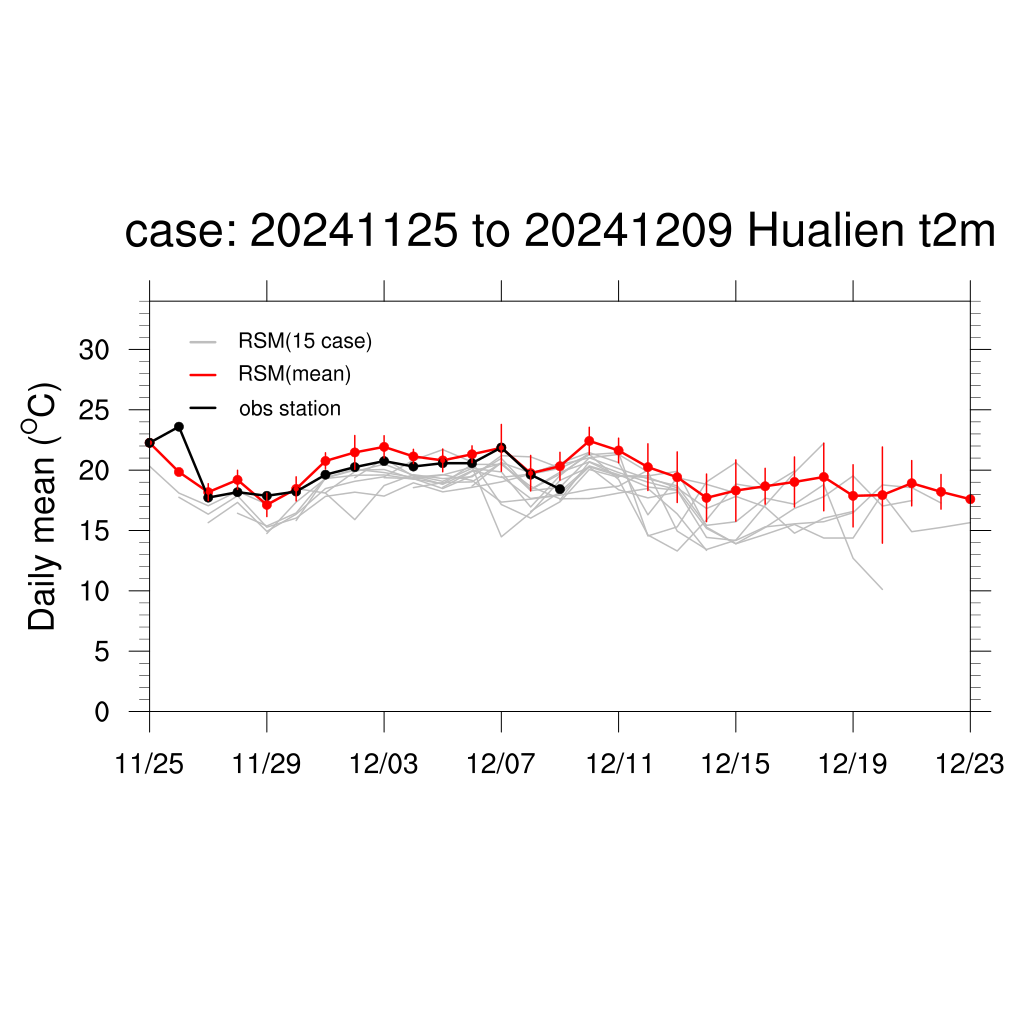 case: 20241125 to 20241209 Hualien t2m
RSM(15 case)
RSM(mean)
obs station
Daily mean (°C)
30
25
20
15
10
5
0
11/25 11/29 12/03 12/07 12/11 12/15 12/19 12/23